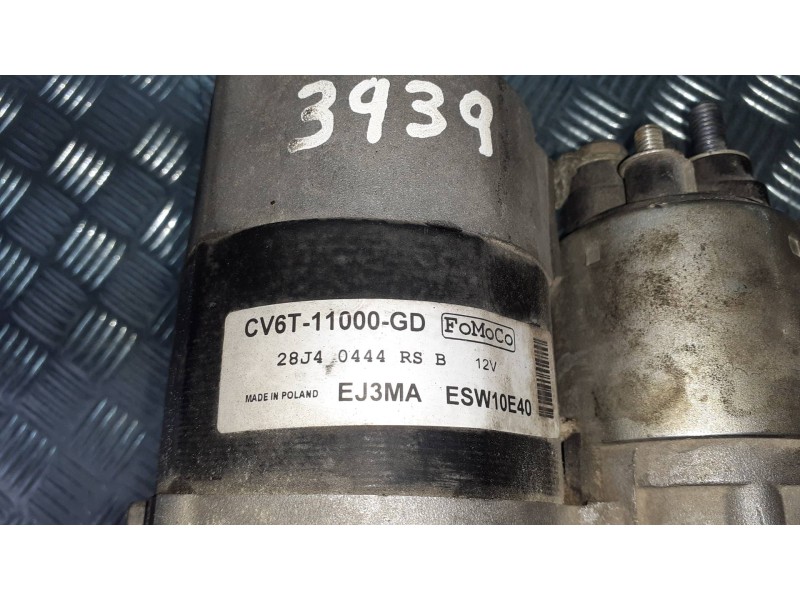 3939
CV6T-11000-GD FoMoCo
28J4 0444 RS B 12V
MADE IN POLAND EJ3MA ESW10E40